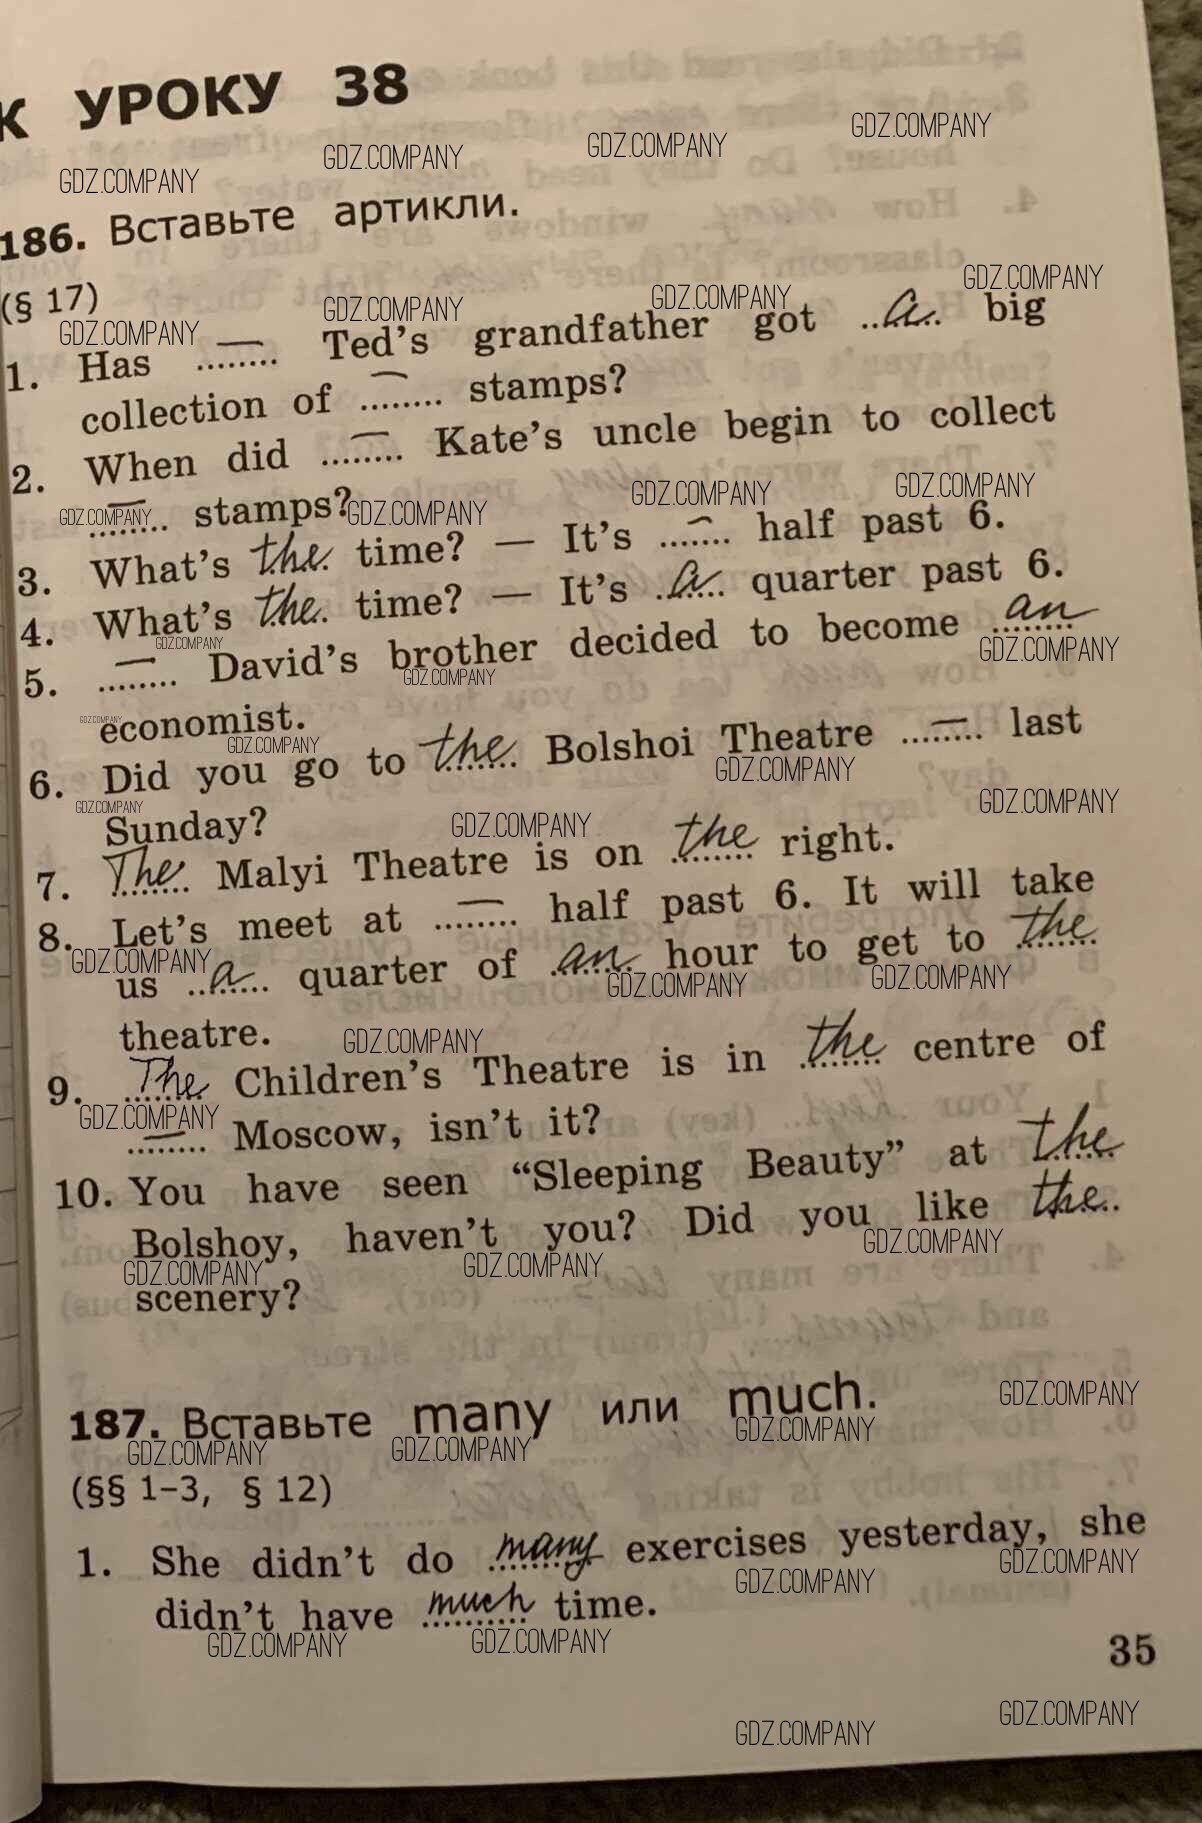 К УРОКУ 38
186. Вставьте артикли.
(§ 17)
1. Has ..—.. Ted's grandfather got ..a.. big
collection of ..—.. stamps?
2. When did ..—.. Kate's uncle begin to collect
..—.. stamps?
3. What's the time? — It's ..—.. half past 6.
4. What's the time? — It's ..a.. quarter past 6.
5. ..—.. David's brother decided to become an
economist.
6. Did you go to the Bolshoi Theatre ..—.. last
Sunday?
7. The Malyi Theatre is on the right.
8. Let's meet at ..—.. half past 6. It will take
us ..a.. quarter of an hour to get to the
theatre.
9. The Children's Theatre is in the centre of
..—.. Moscow, isn't it?
10. You have seen “Sleeping Beauty” at the
Bolshoy, haven't you? Did you like the
scenery?
187. Вставьте many или much.
(§§ 1–3, § 12)
1. She didn't do many exercises yesterday, she
didn't have much time.
35
GDZ.COMPANY